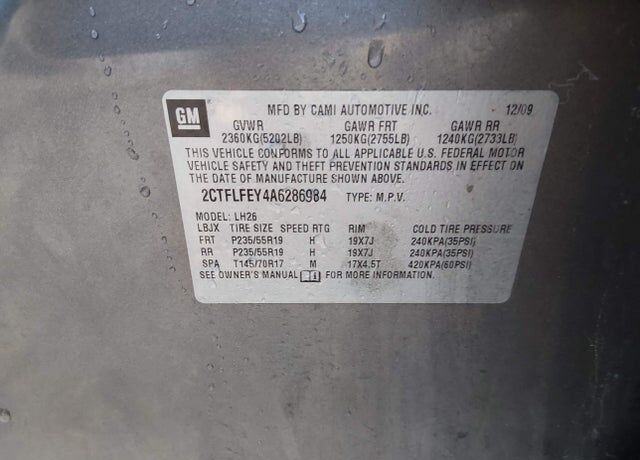 GM
MFD BY CAMI AUTOMOTIVE INC. 12/09
GVWR GAWR FRT GAWR RR
2360KG(5202LB) 1250KG(2755LB) 1240KG(2733LB)
THIS VEHICLE CONFORMS TO ALL APPLICABLE U.S. FEDERAL MOTOR
VEHICLE SAFETY AND THEFT PREVENTION STANDARDS IN EFFECT ON
THE DATE OF MANUFACTURE SHOWN ABOVE.
2CTFLFEY4A6286984 TYPE: M.P.V.
MODEL: LH26
LBJX TIRE SIZE SPEED RTG RIM COLD TIRE PRESSURE
FRT P235/55R19 H 19X7J 240KPA(35PSI)
RR P235/55R19 H 19X7J 240KPA(35PSI)
SPA T145/70R17 M 17X4.5T 420KPA(60PSI)
SEE OWNER'S MANUAL FOR MORE INFORMATION.